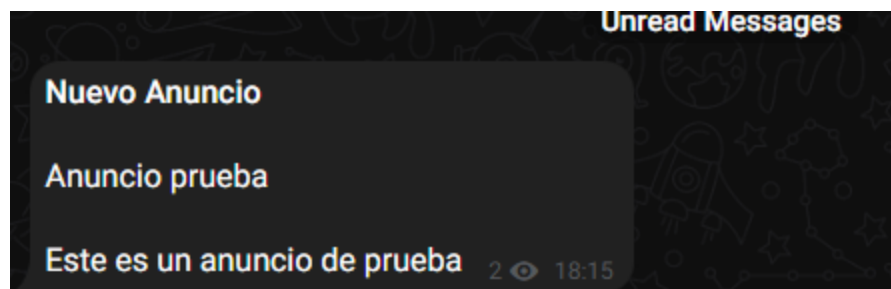 Unread Messages
Nuevo Anuncio
Anuncio prueba
Este es un anuncio de prueba 2 18:15